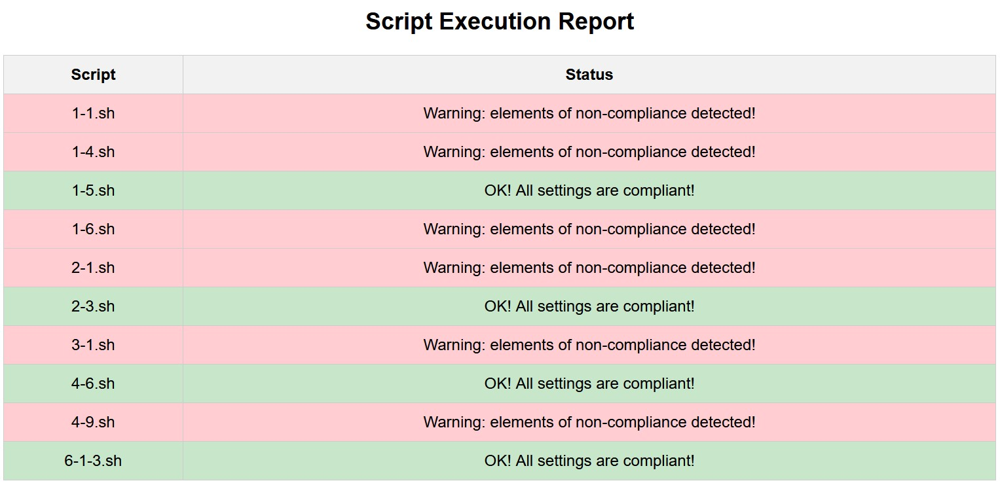 Script Execution Report
Script Status
1-1.sh Warning: elements of non-compliance detected!
1-4.sh Warning: elements of non-compliance detected!
1-5.sh OK! All settings are compliant!
1-6.sh Warning: elements of non-compliance detected!
2-1.sh Warning: elements of non-compliance detected!
2-3.sh OK! All settings are compliant!
3-1.sh Warning: elements of non-compliance detected!
4-6.sh OK! All settings are compliant!
4-9.sh Warning: elements of non-compliance detected!
6-1-3.sh OK! All settings are compliant!